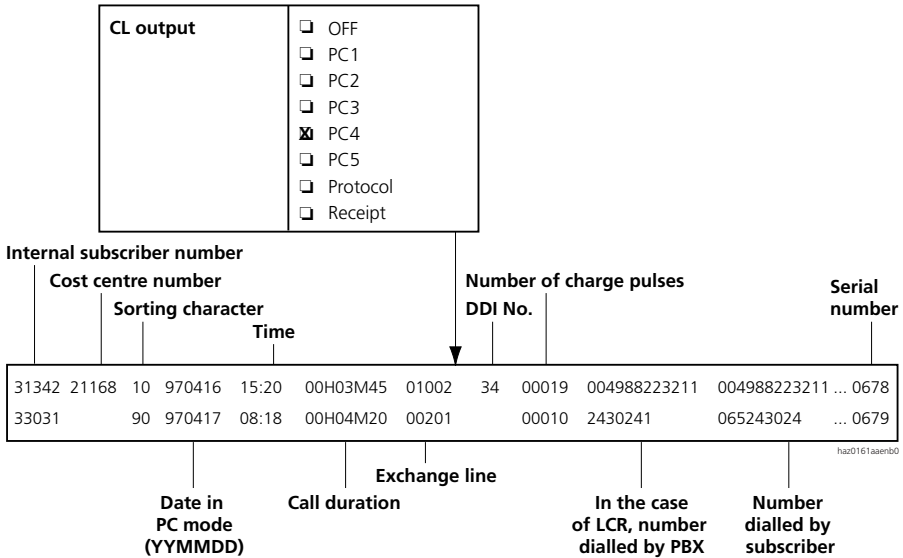 CL output
❏ OFF
❏ PC1
❏ PC2
❏ PC3
X❏ PC4
❏ PC5
❏ Protocol
❏ Receipt
Internal subscriber number
Cost centre number
Number of charge pulses
Serial
number
Sorting character
DDI No.
Time
31342 21168 10 970416 15:20 00H03M45 01002 34 00019 004988223211 004988223211 ... 0678
33031 90 970417 08:18 00H04M20 00201 00010 2430241 065243024 ... 0679
haz0161aaenb0
Exchange line
Date in
PC mode
(YYMMDD)
Call duration
In the case
of LCR, number
dialled by PBX
Number
dialled by
subscriber